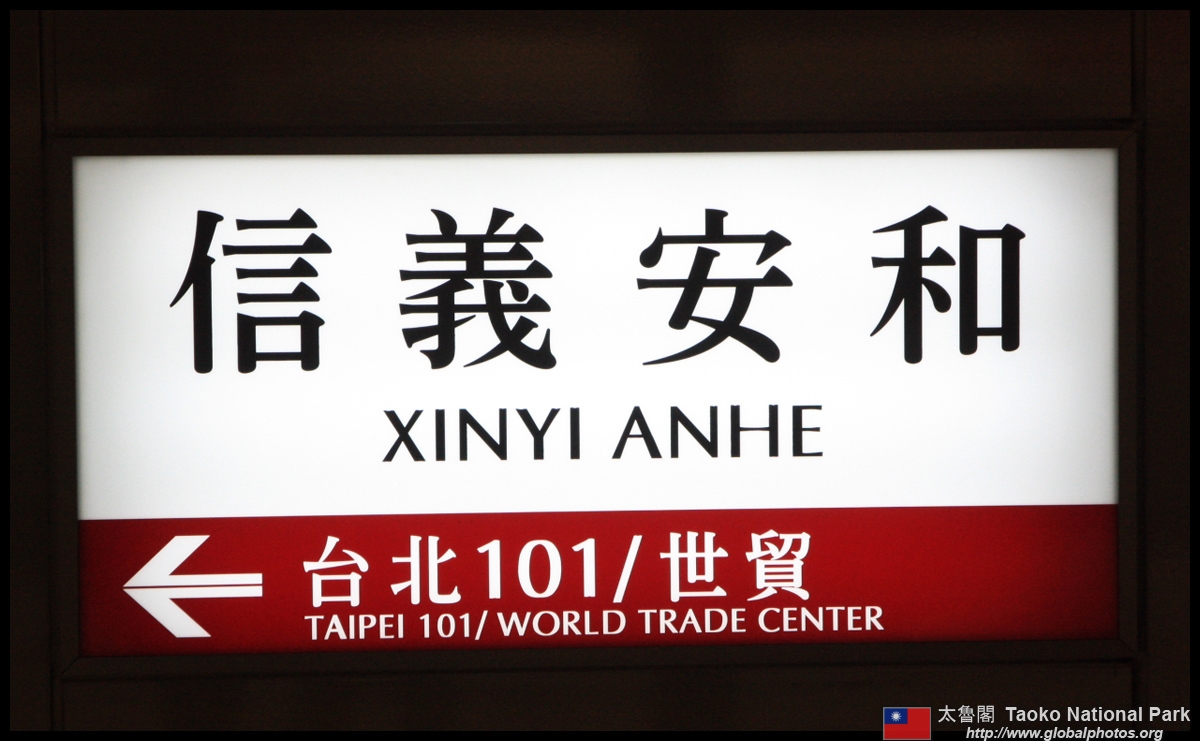 信義安和
XINYI ANHE
台北101/世貿
TAIPEI 101/ WORLD TRADE CENTER
太魯閣 Taoko National Park
http://www.globalphotos.org